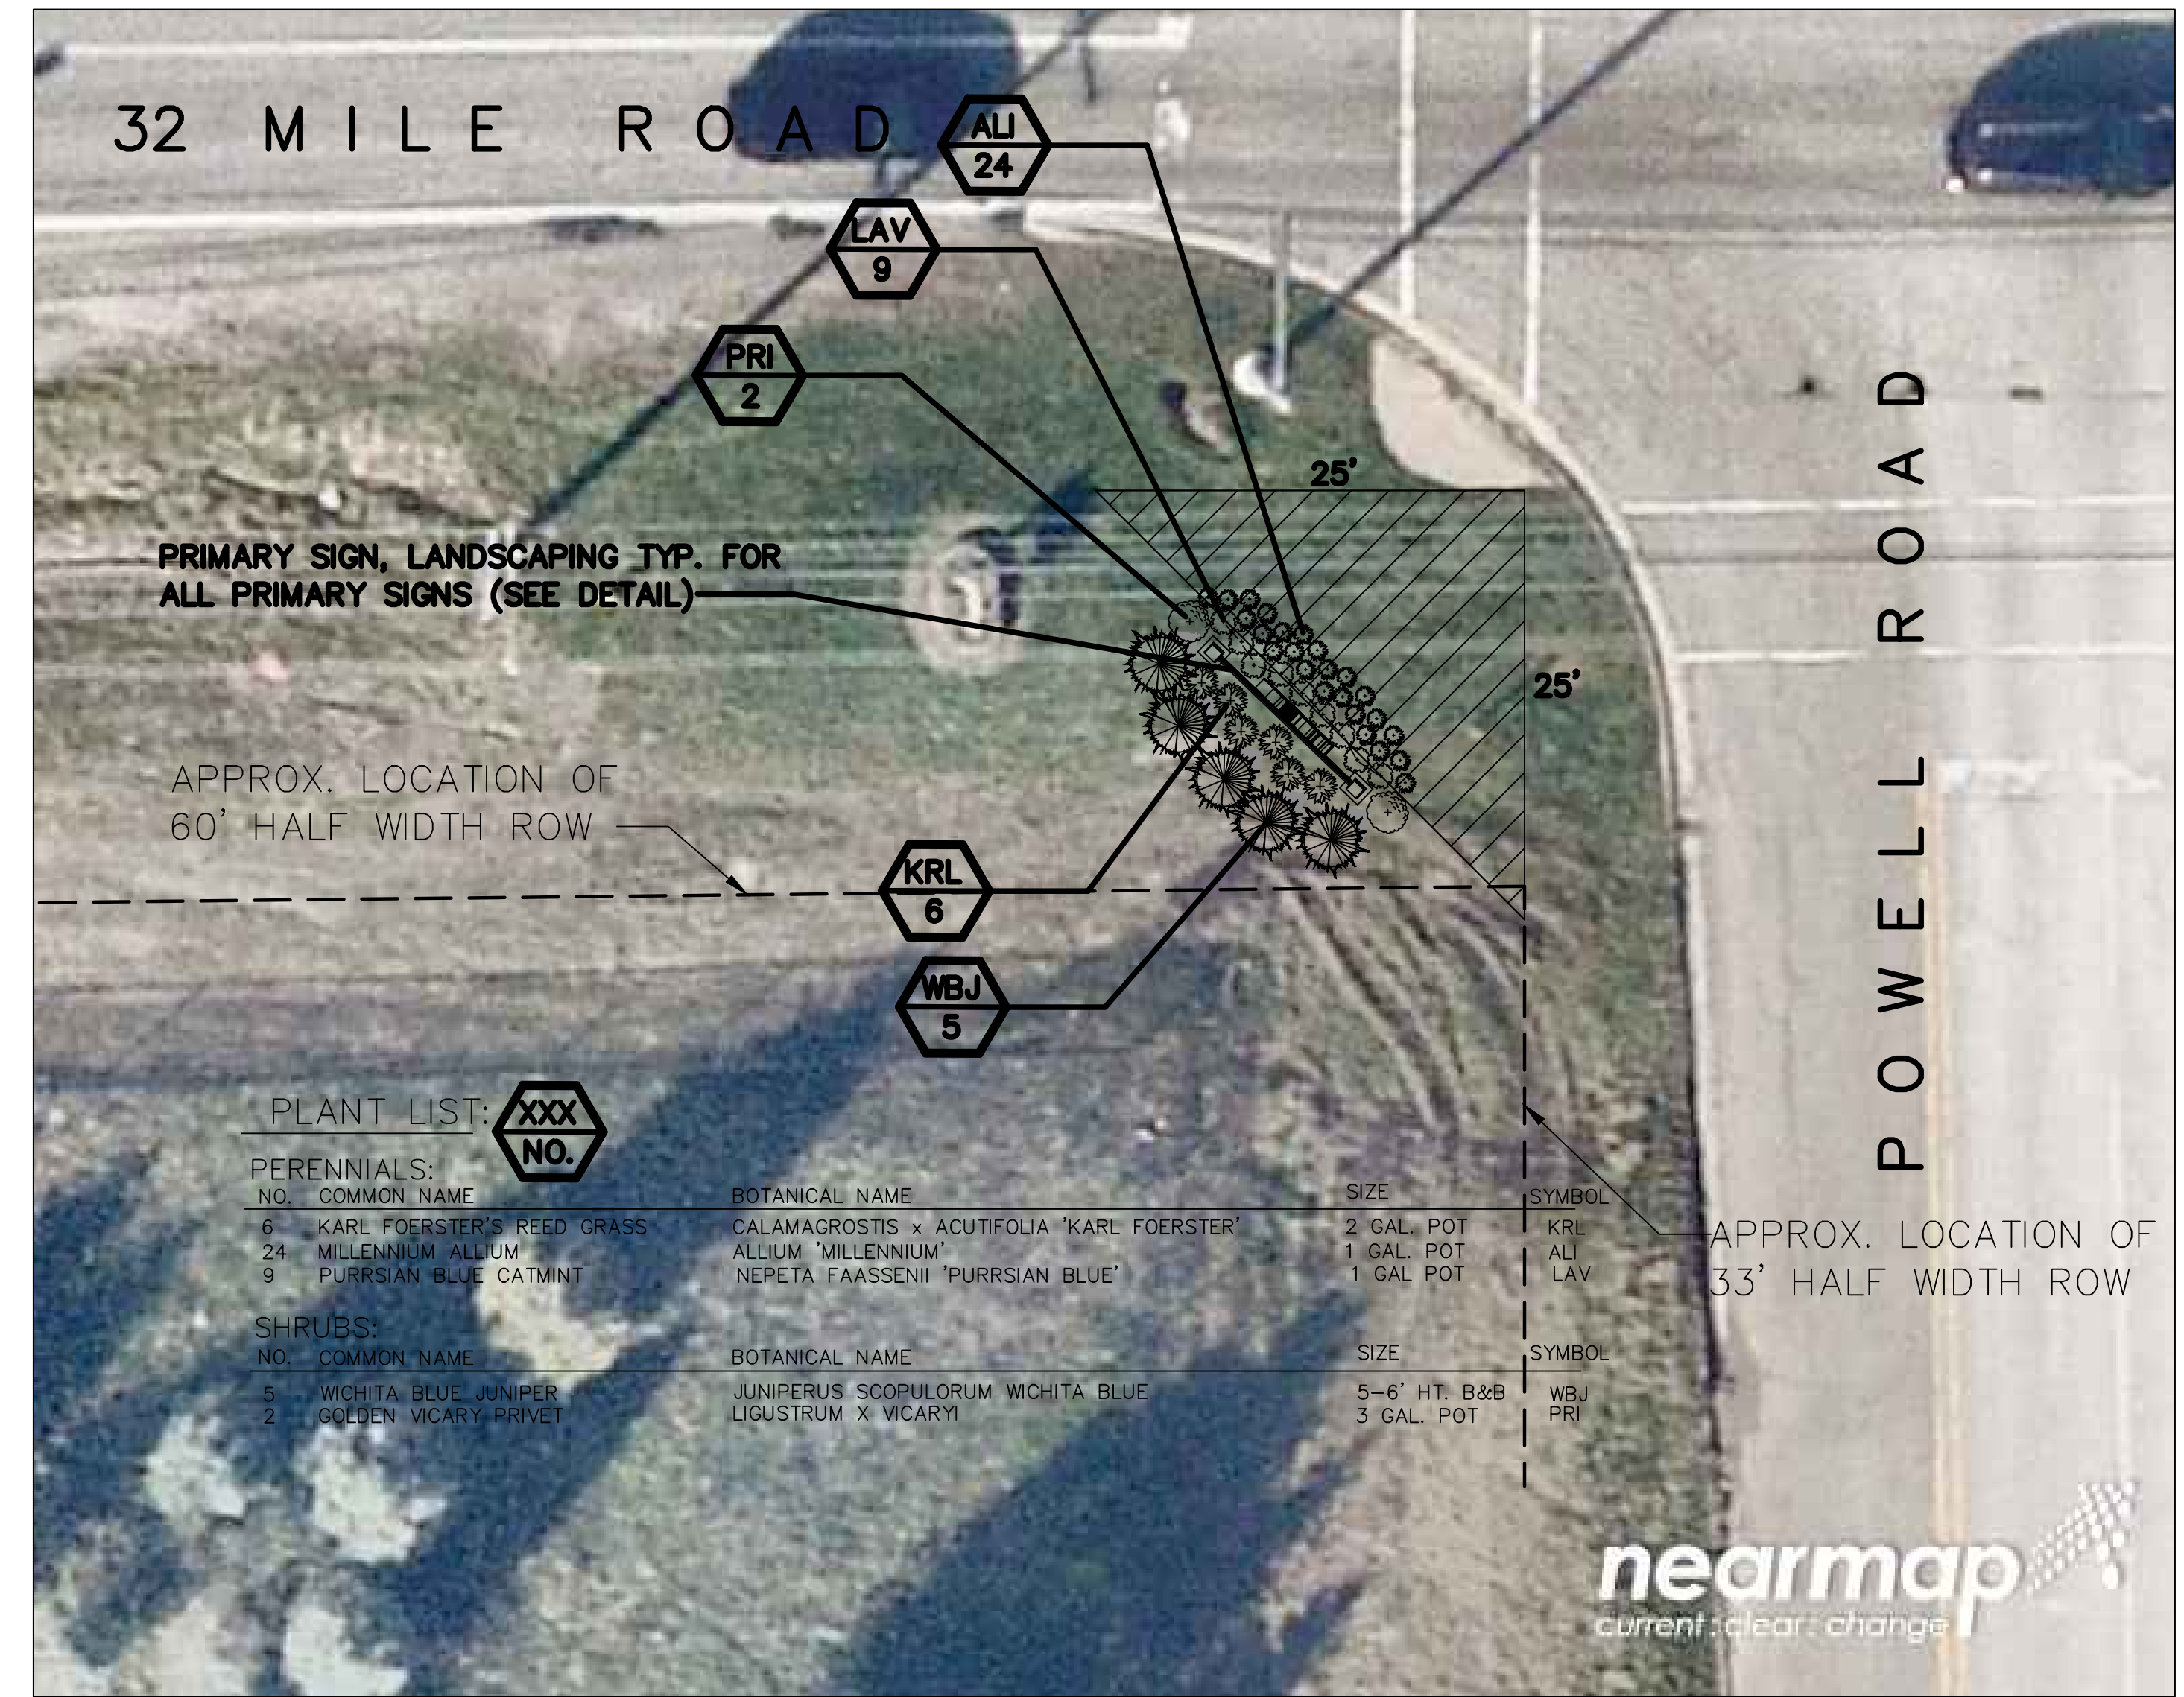 32 MILE ROAD
ALI
24
LAV
9
PRI
2
25'
PRIMARY SIGN, LANDSCAPING TYP. FOR
ALL PRIMARY SIGNS (SEE DETAIL)
25'
POWELL ROAD
APPROX. LOCATION OF
60' HALF WIDTH ROW
KRL
6
WBJ
5
PLANT LIST:
XXX
NO.
PERENNIALS:
NO. COMMON NAME BOTANICAL NAME SIZE SYMBOL
6 KARL FOERSTER'S REED GRASS CALAMAGROSTIS x ACUTIFOLIA 'KARL FOERSTER' 2 GAL. POT KRL
24 MILLENNIUM ALLIUM ALLIUM 'MILLENNIUM' 1 GAL. POT ALI
9 PURRSIAN BLUE CATMINT NEPETA FAASSENII 'PURRSIAN BLUE' 1 GAL POT LAV
APPROX. LOCATION OF
33' HALF WIDTH ROW
SHRUBS:
NO. COMMON NAME BOTANICAL NAME SIZE SYMBOL
5 WICHITA BLUE JUNIPER JUNIPERUS SCOPULORUM WICHITA BLUE 5-6' HT. B&B WBJ
2 GOLDEN VICARY PRIVET LIGUSTRUM X VICARYI 3 GAL. POT PRI
nearmap
current:clear:change